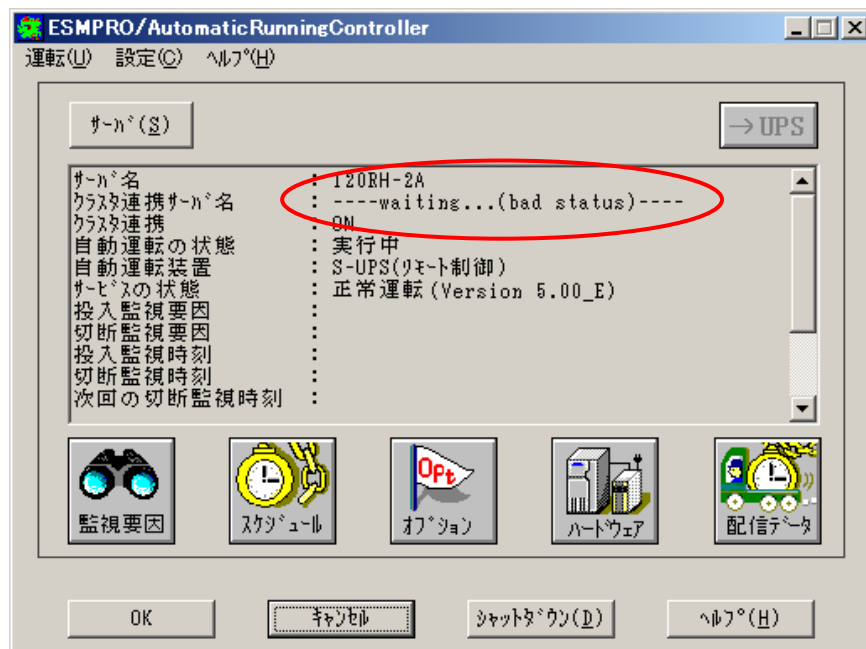 ESMPRO/AutomaticRunningController
運転(U) 設定(C) ﾍﾙﾌﾟ(H)
ｻｰﾊﾞ(S)
→UPS
ｻｰﾊﾞ名 : 120RH-2A
ｸﾗｽﾀ連携ｻｰﾊﾞ名 : ----waiting...(bad status)----
ｸﾗｽﾀ連携 : ON
自動運転の状態 : 実行中
自動運転装置 : S-UPS(ﾘﾓｰﾄ制御)
ｻｰﾋﾞｽの状態 : 正常運転(Version 5.00_E)
投入監視要因 :
切断監視要因 :
投入監視時刻 :
切断監視時刻 :
次回の切断監視時刻 :
Opt
監視要因 ｽｹｼﾞｭｰﾙ ｵﾌﾟｼｮﾝ ﾊｰﾄﾞｳｪｱ 配信ﾃﾞｰﾀ
OK ｷｬﾝｾﾙ ｼｬｯﾄﾀﾞｳﾝ(D) ﾍﾙﾌﾟ(H)